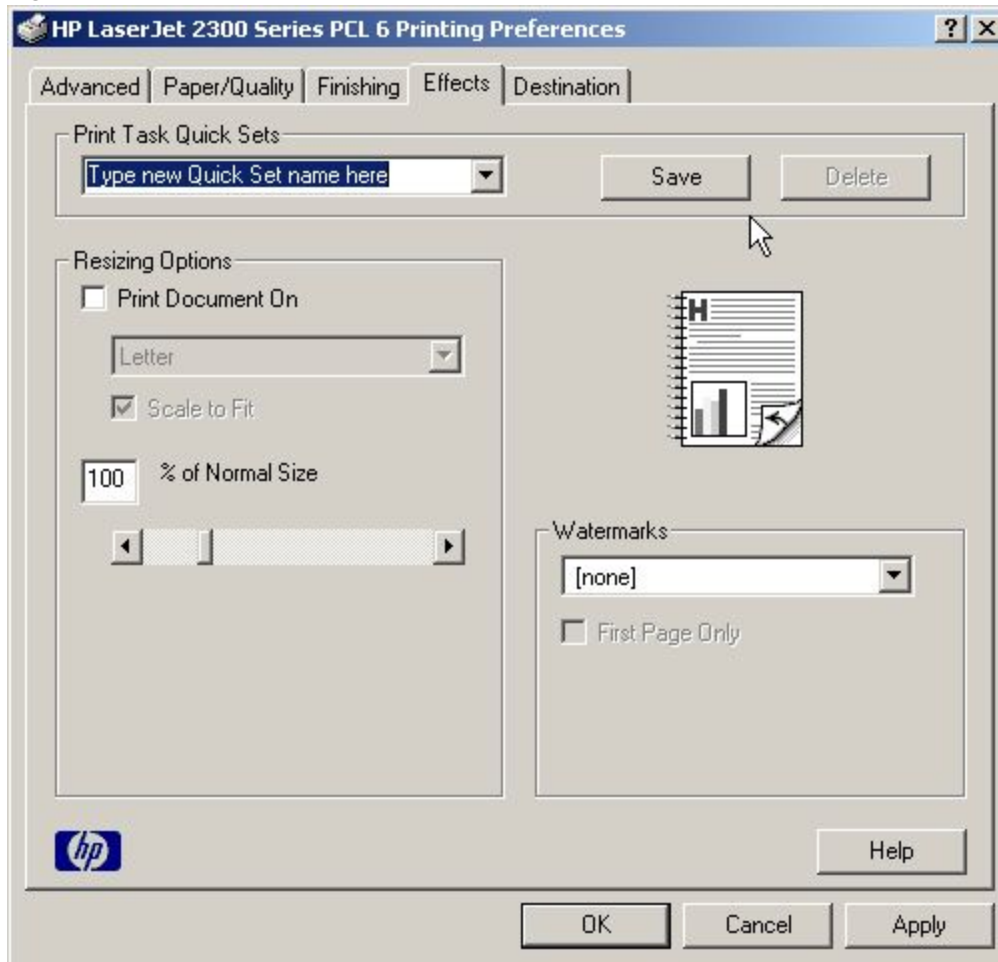 HP LaserJet 2300 Series PCL 6 Printing Preferences
Advanced Paper/Quality Finishing Effects Destination
Print Task Quick Sets
Type new Quick Set name here Save Delete
Resizing Options
Print Document On
Letter
Scale to Fit
100 % of Normal Size
H
Watermarks
[none]
First Page Only
hp Help
OK Cancel Apply